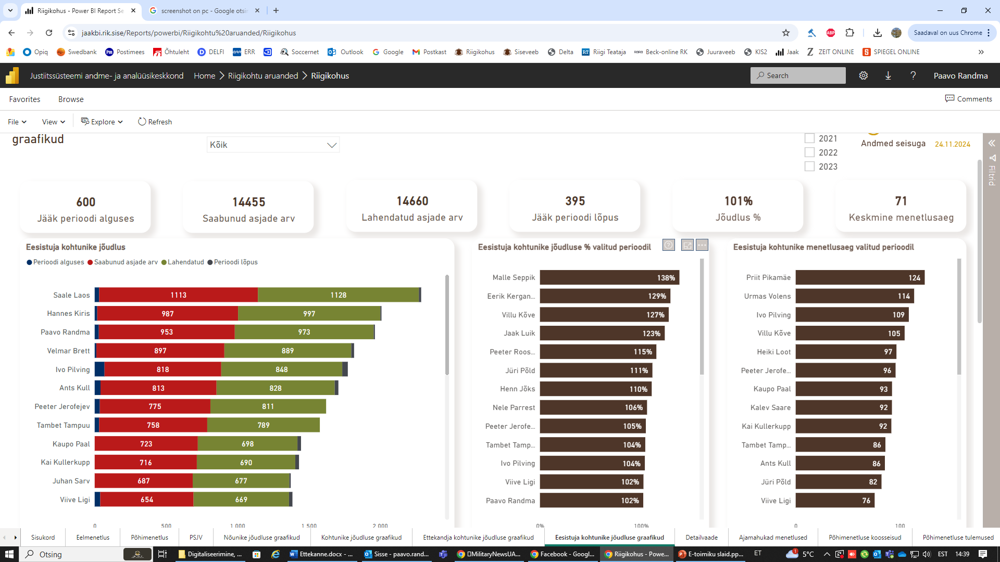 Riigikohus - Power BI Report Se
screenshot on pc - Google otsin
jaakbi.rik.sise/Reports/powerbi/Riigikohtu%20aruanded/Riigikohus
ABP
Saadaval on uus Chrome
Opiq
Swedbank
Postimees
Õhtuleht
DELFI
ERR
Soccernet
Outlook
Google
Postkast
Riigikohus
Siseveeb
Delta
RT Riigi Teataja
Beck-online RK
Juuraveeb
KIS2
Jaak
ZEIT ONLINE
SPIEGEL ONLINE
Justiitssüsteemi andme- ja analüüsikeskkond
Home > Riigikohtu aruanded > Riigikohus
Search
Paavo Randma
Favorites
Browse
Comments
File
View
Explore
Refresh
graafikud
Kõik
2021
2022
2023
Andmed seisuga 24.11.2024
Filtrid
600
Jääk perioodi alguses
14455
Saabunud asjade arv
14660
Lahendatud asjade arv
395
Jääk perioodi lõpus
101%
Jõudlus %
71
Keskmine menetlusaeg
Eesistuja kohtunike jõudlus
Perioodi alguses Saabunud asjade arv Lahendatud Perioodi lõpus
Saale Laos 1113 1128
Hannes Kiris 987 997
Paavo Randma 953 973
Velmar Brett 897 889
Ivo Pilving 818 848
Ants Kull 813 828
Peeter Jerofejev 775 811
Tambet Tampuu 758 789
Kaupo Paal 723 698
Kai Kullerkupp 716 690
Juhan Sarv 687 677
Viive Ligi 654 669
0 500 1 000 1 500 2 000
Eesistuja kohtunike jõudluse % valitud perioodil
Malle Seppik 138%
Eerik Kergan... 129%
Villu Kõve 127%
Jaak Luik 123%
Peeter Roos... 115%
Jüri Põld 111%
Henn Jõks 110%
Nele Parrest 106%
Peeter Jerofe... 105%
Tambet Tamp... 104%
Ivo Pilving 104%
Viive Ligi 102%
Paavo Randma 102%
0% 100%
Eesistuja kohtunike menetlusaeg valitud perioodil
Priit Pikamäe 124
Urmas Volens 114
Ivo Pilving 109
Villu Kõve 105
Heiki Loot 97
Peeter Jerofe... 96
Kaupo Paal 93
Kalev Saare 92
Kai Kullerkupp 92
Tambet Tamp... 86
Ants Kull 86
Jüri Põld 82
Viive Ligi 76
0 100
Sisukord
Eelmenetlus
Põhimenetlus
PSJV
Nõunike jõudluse graafikud
Kohtunike jõudluse graafikud
Ettekandja kohtunike jõudluse graafikud
Eesistuja kohtunike jõudluse graafikud
Detailvaade
Ajamahukad menetlused
Põhimenetluse koosseisud
Põhimenetluse tulemused
Otsing
Digitaliseerimine, ...
Ettekanne.docx - ...
Sisse - paavo.rand...
MilitaryNewsUA...
Facebook - Googl...
Riigikohus - Powe...
E-toimiku slaid.pp...
ET
1
5°C
EST
14:39